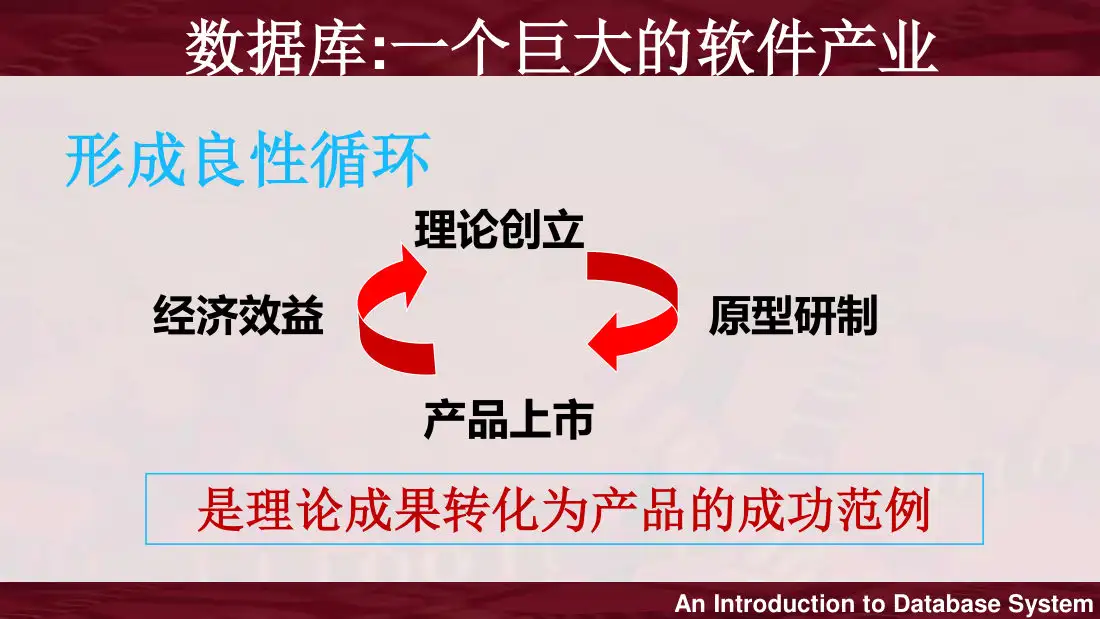 数据库:一个巨大的软件产业
形成良性循环
理论创立
经济效益
原型研制
产品上市
是理论成果转化为产品的成功范例
An Introduction to Database System